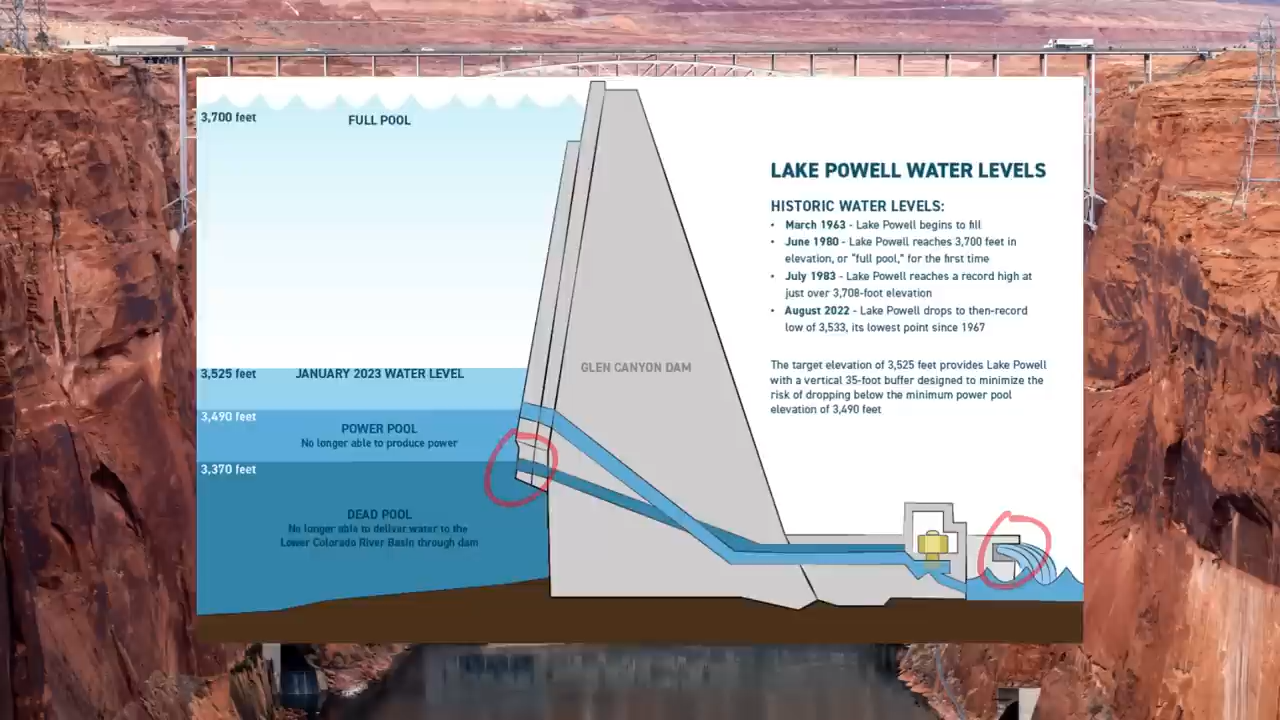 3,700 feet
FULL POOL
LAKE POWELL WATER LEVELS
HISTORIC WATER LEVELS:
• March 1963 - Lake Powell begins to fill
• June 1980 - Lake Powell reaches 3,700 feet in
elevation, or "full pool," for the first time
• July 1983 - Lake Powell reaches a record high at
just over 3,708-foot elevation
• August 2022 - Lake Powell drops to then-record
low of 3,533, its lowest point since 1967
The target elevation of 3,525 feet provides Lake Powell
with a vertical 35-foot buffer designed to minimize the
risk of dropping below the minimum power pool
elevation of 3,490 feet
GLEN CANYON DAM
3,525 feet
JANUARY 2023 WATER LEVEL
3,490 feet
POWER POOL
No longer able to produce power
3,370 feet
DEAD POOL
No longer able to deliver water to the
Lower Colorado River Basin through dam